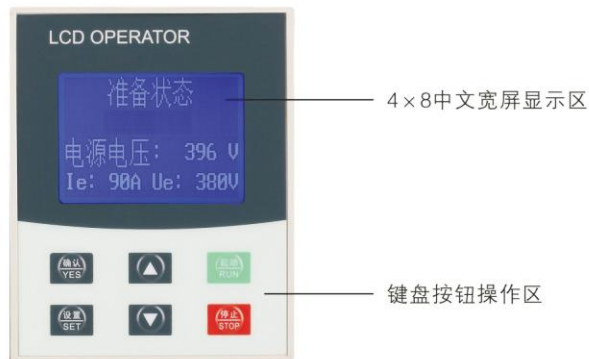 LCD OPERATOR
准备状态
电源电压: 396 V
Ie: 90A Ue: 380V
4×8中文宽屏显示区
确认
YES
起动
RUN
设置
SET
停止
STOP
键盘按钮操作区